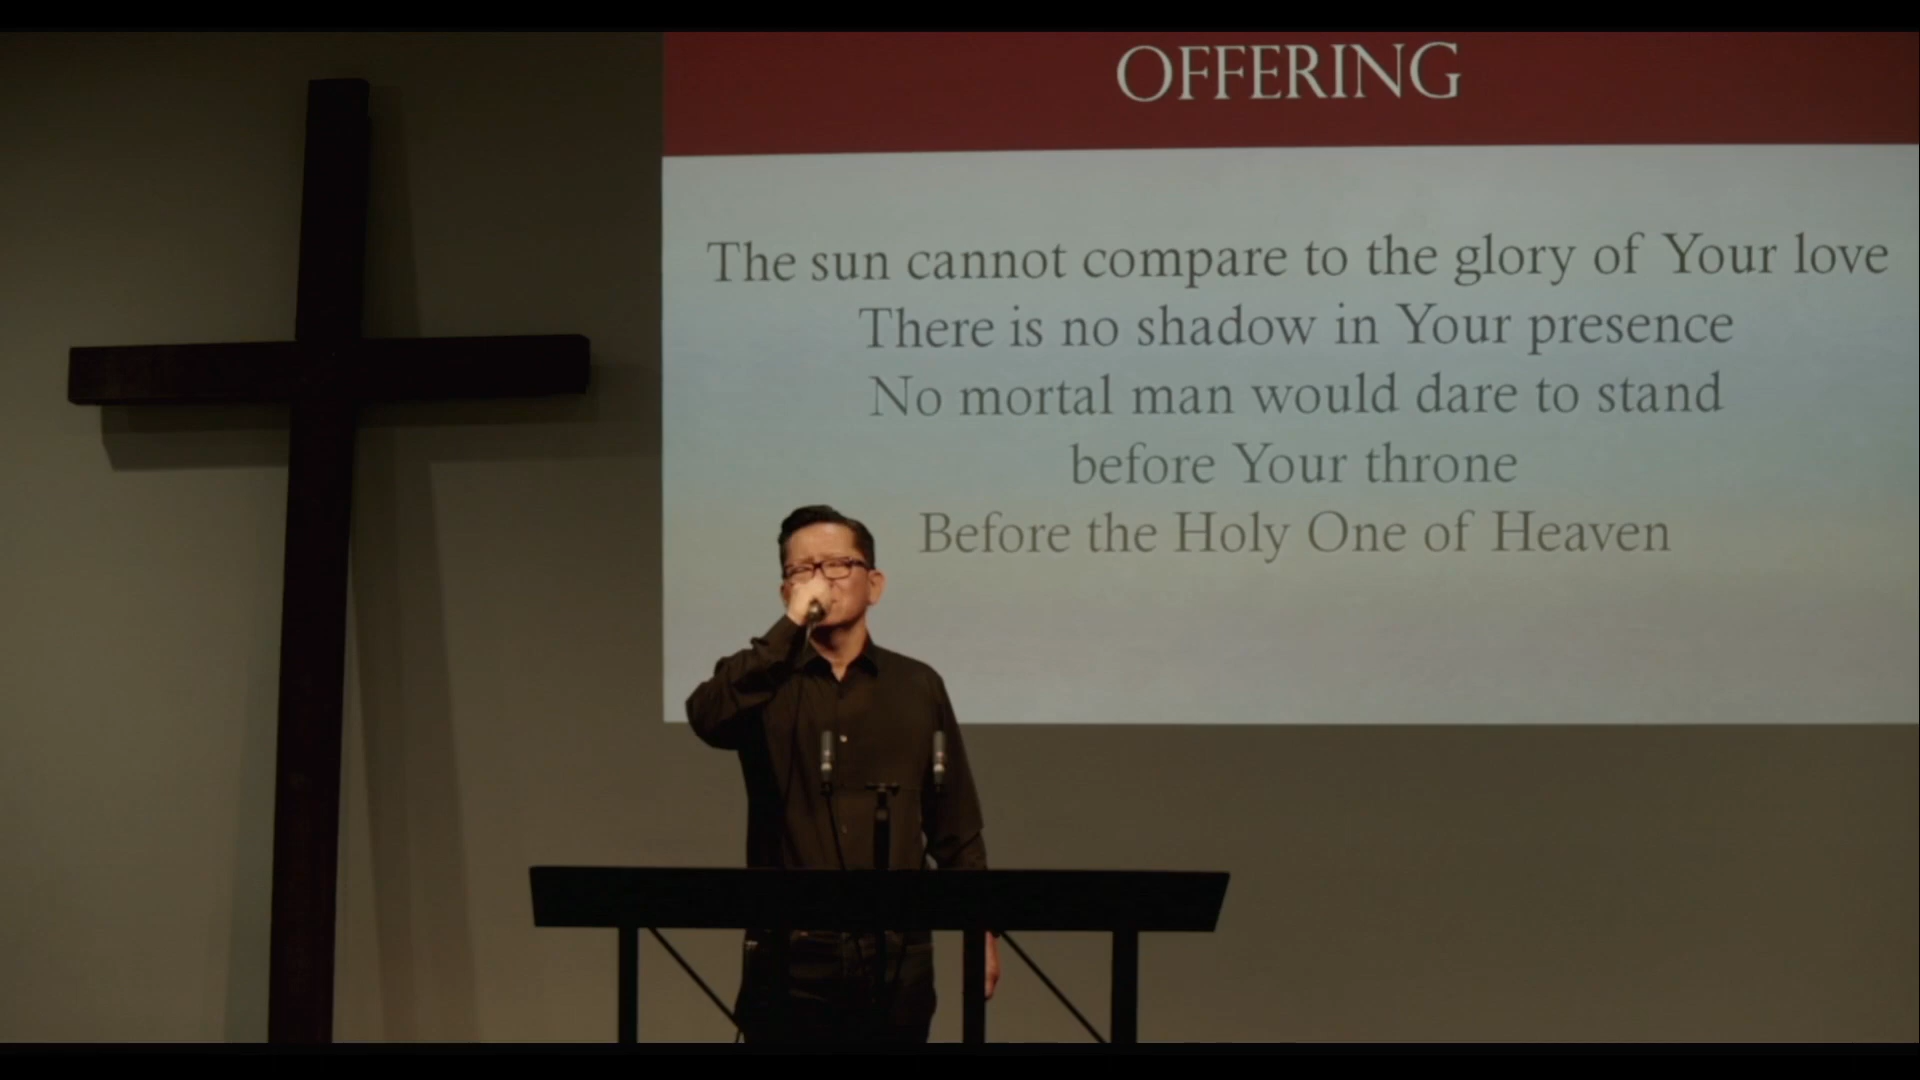 OFFERING
The sun cannot compare to the glory of Your love
There is no shadow in Your presence
No mortal man would dare to stand
before Your throne
Before the Holy One of Heaven